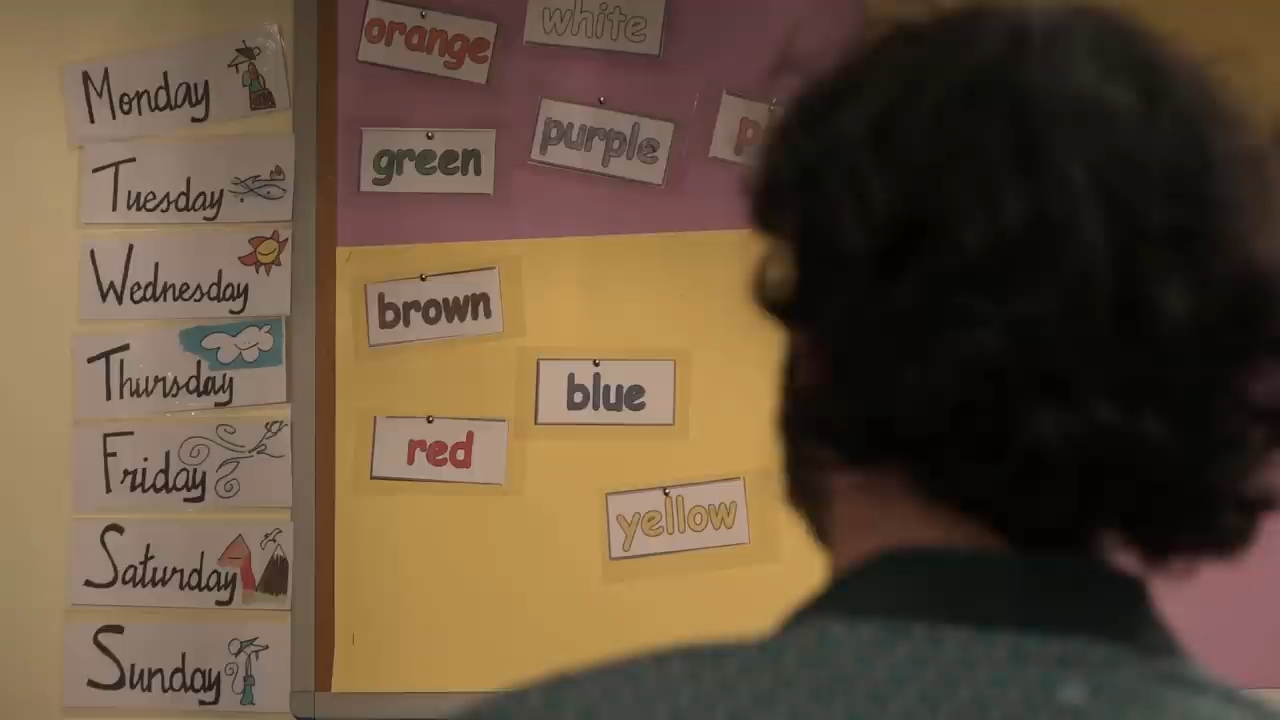 Monday
Tuesday
Wednesday
Thursday
Friday
Saturday
Sunday
orange
white
green
purple
brown
blue
red
yellow